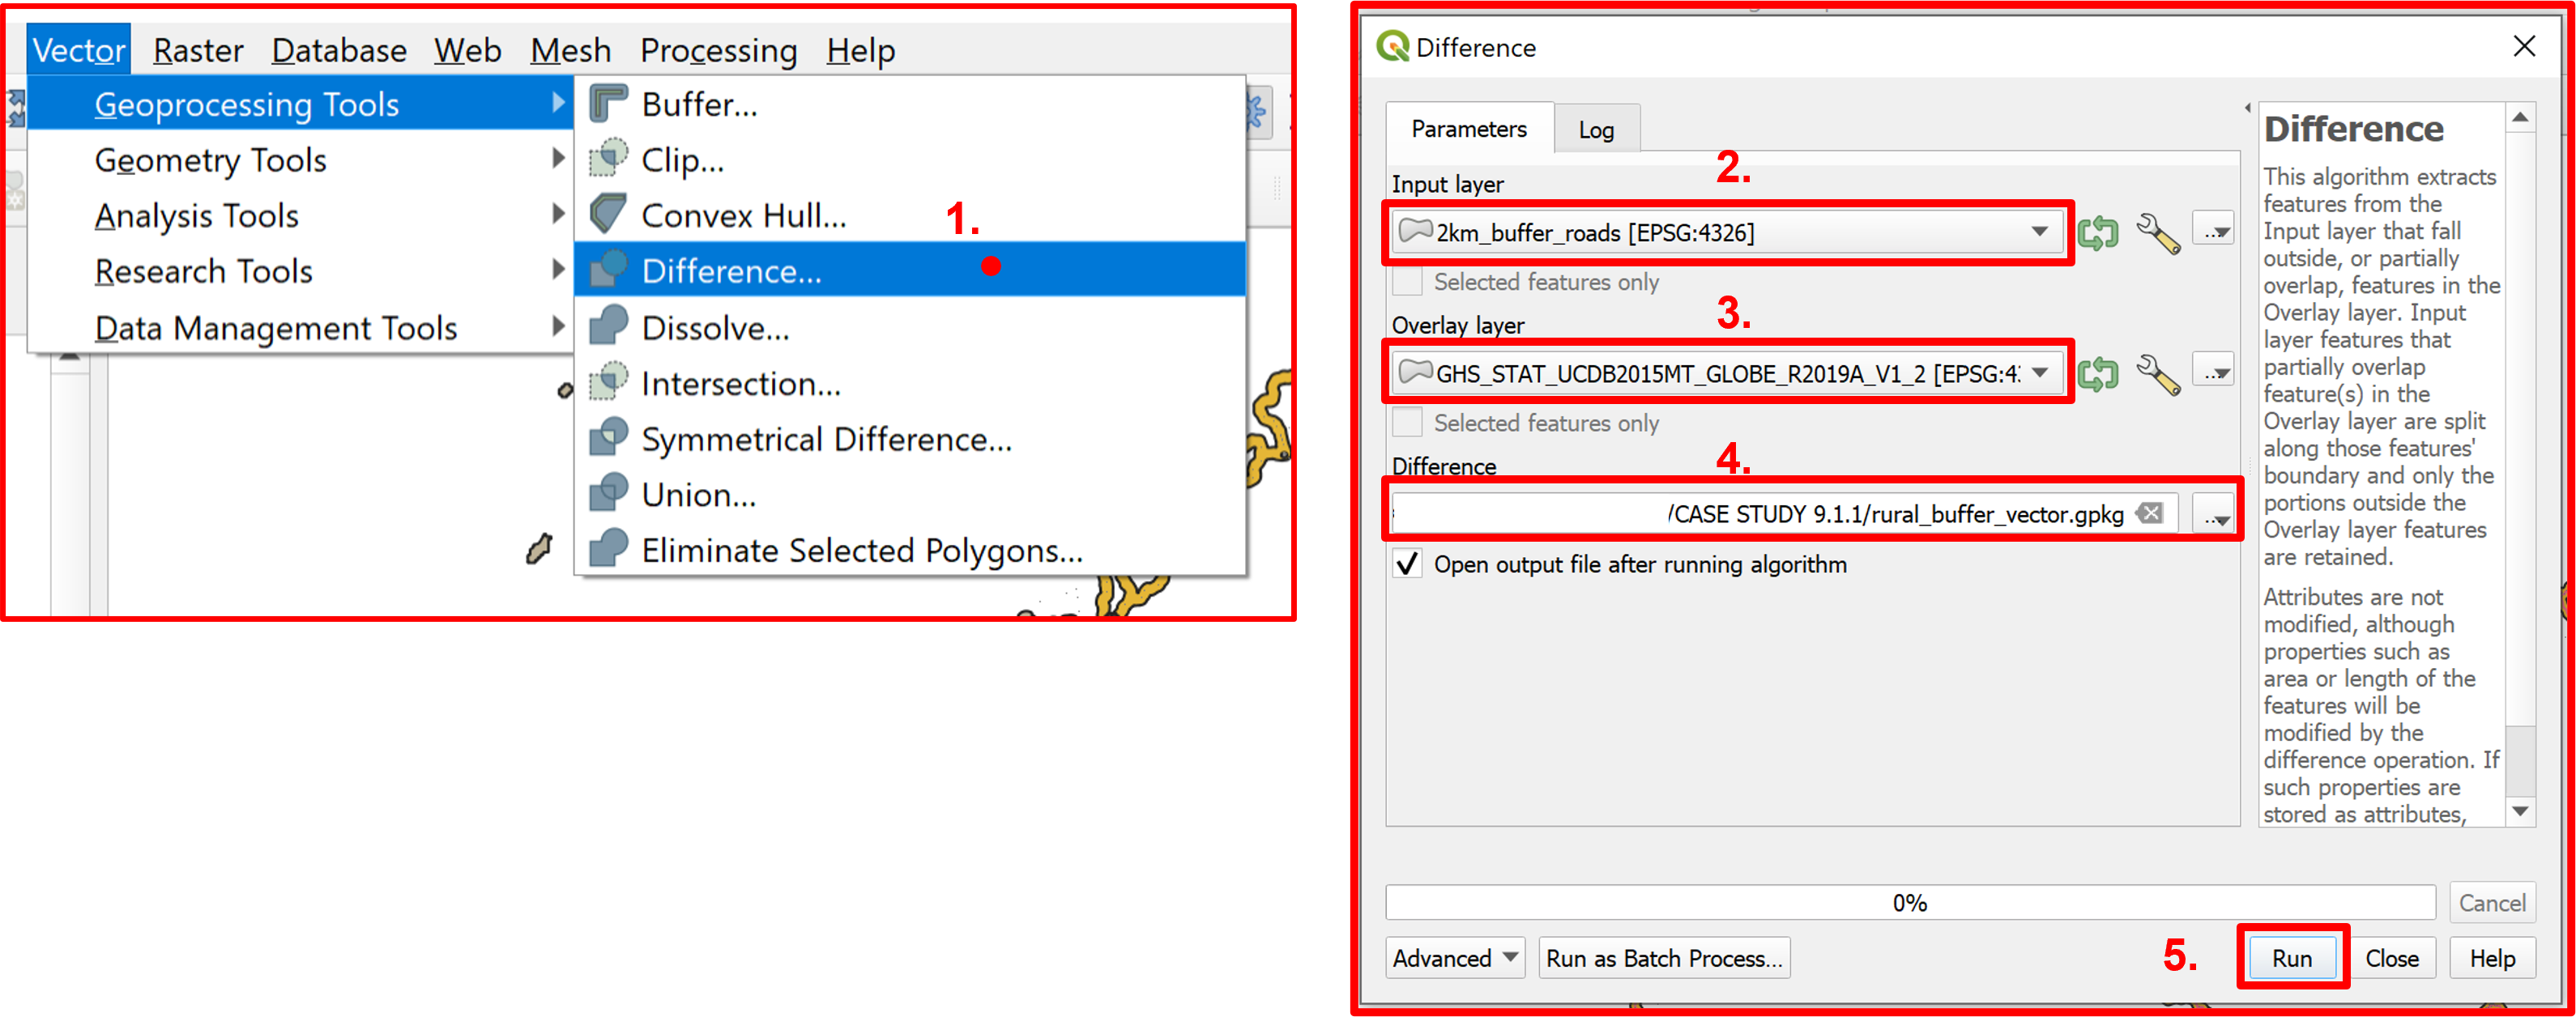 Vector Raster Database Web Mesh Processing Help
Geoprocessing Tools
Geometry Tools
Analysis Tools
Research Tools
Data Management Tools
Buffer...
Clip...
Convex Hull...
1.
Difference...
Dissolve...
Intersection...
Symmetrical Difference...
Union...
Eliminate Selected Polygons...
Difference
Parameters Log
2.
Input layer
2km_buffer_roads [EPSG:4326]
...
Selected features only
3.
Overlay layer
GHS_STAT_UCDB2015MT_GLOBE_R2019A_V1_2 [EPSG:4
...
Selected features only
4.
Difference
/CASE STUDY 9.1.1/rural_buffer_vector.gpkg
...
Open output file after running algorithm
Difference
This algorithm extracts
features from the
Input layer that fall
outside, or partially
overlap, features in the
Overlay layer. Input
layer features that
partially overlap
feature(s) in the
Overlay layer are split
along those features'
boundary and only the
portions outside the
Overlay layer features
are retained.
Attributes are not
modified, although
properties such as
area or length of the
features will be
modified by the
difference operation. If
such properties are
stored as attributes,
0%
Cancel
Advanced Run as Batch Process...
5.
Run Close Help